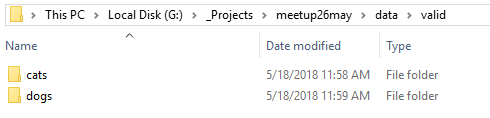 This PC > Local Disk (G:) > _Projects > meetup26may > data > valid
Name Date modified Type
cats 5/18/2018 11:58 AM File folder
dogs 5/18/2018 11:59 AM File folder